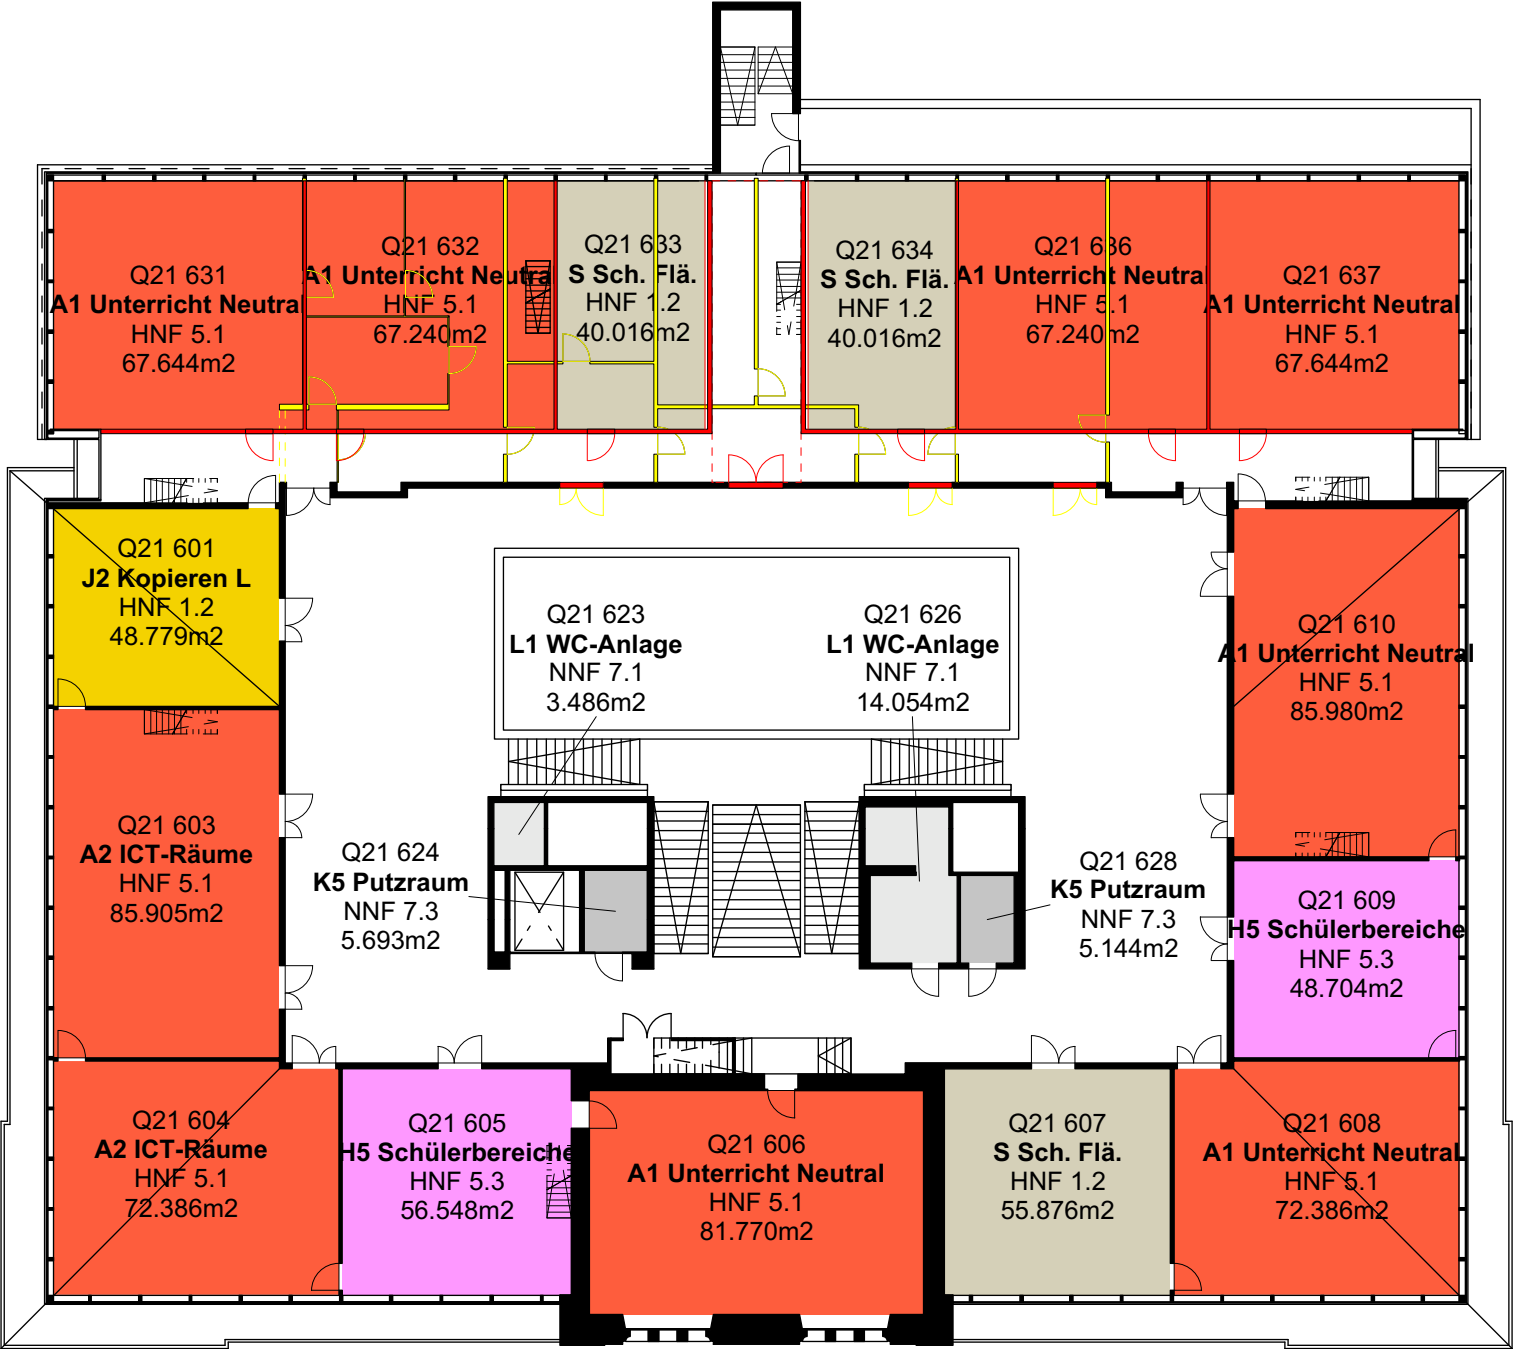 Q21 631
A1 Unterricht Neutral
HNF 5.1
67.644m2
Q21 632
A1 Unterricht Neutra
HNF 5.1
67.240m2
Q21 633
S Sch. Flä.
HNF 1.2
40.016m2
Q21 634
S Sch. Flä.
HNF 1.2
40.016m2
Q21 636
A1 Unterricht Neutral
HNF 5.1
67.240m2
Q21 637
A1 Unterricht Neutral
HNF 5.1
67.644m2
Q21 601
J2 Kopieren L
HNF 1.2
48.779m2
Q21 623
L1 WC-Anlage
NNF 7.1
3.486m2
Q21 626
L1 WC-Anlage
NNF 7.1
14.054m2
Q21 610
A1 Unterricht Neutral
HNF 5.1
85.980m2
Q21 603
A2 ICT-Räume
HNF 5.1
85.905m2
Q21 624
K5 Putzraum
NNF 7.3
5.693m2
Q21 628
K5 Putzraum
NNF 7.3
5.144m2
Q21 609
H5 Schülerbereiche
HNF 5.3
48.704m2
Q21 604
A2 ICT-Räume
HNF 5.1
72.386m2
Q21 605
H5 Schülerbereiche
HNF 5.3
56.548m2
Q21 606
A1 Unterricht Neutral
HNF 5.1
81.770m2
Q21 607
S Sch. Flä.
HNF 1.2
55.876m2
Q21 608
A1 Unterricht Neutral
HNF 5.1
72.386m2